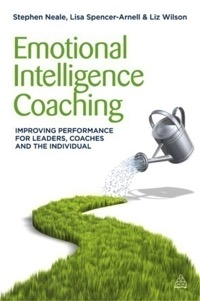 Stephen Neale, Lisa Spencer-Arnell & Liz Wilson
Emotional
Intelligence
Coaching
IMPROVING PERFORMANCE
FOR LEADERS, COACHES
AND THE INDIVIDUAL